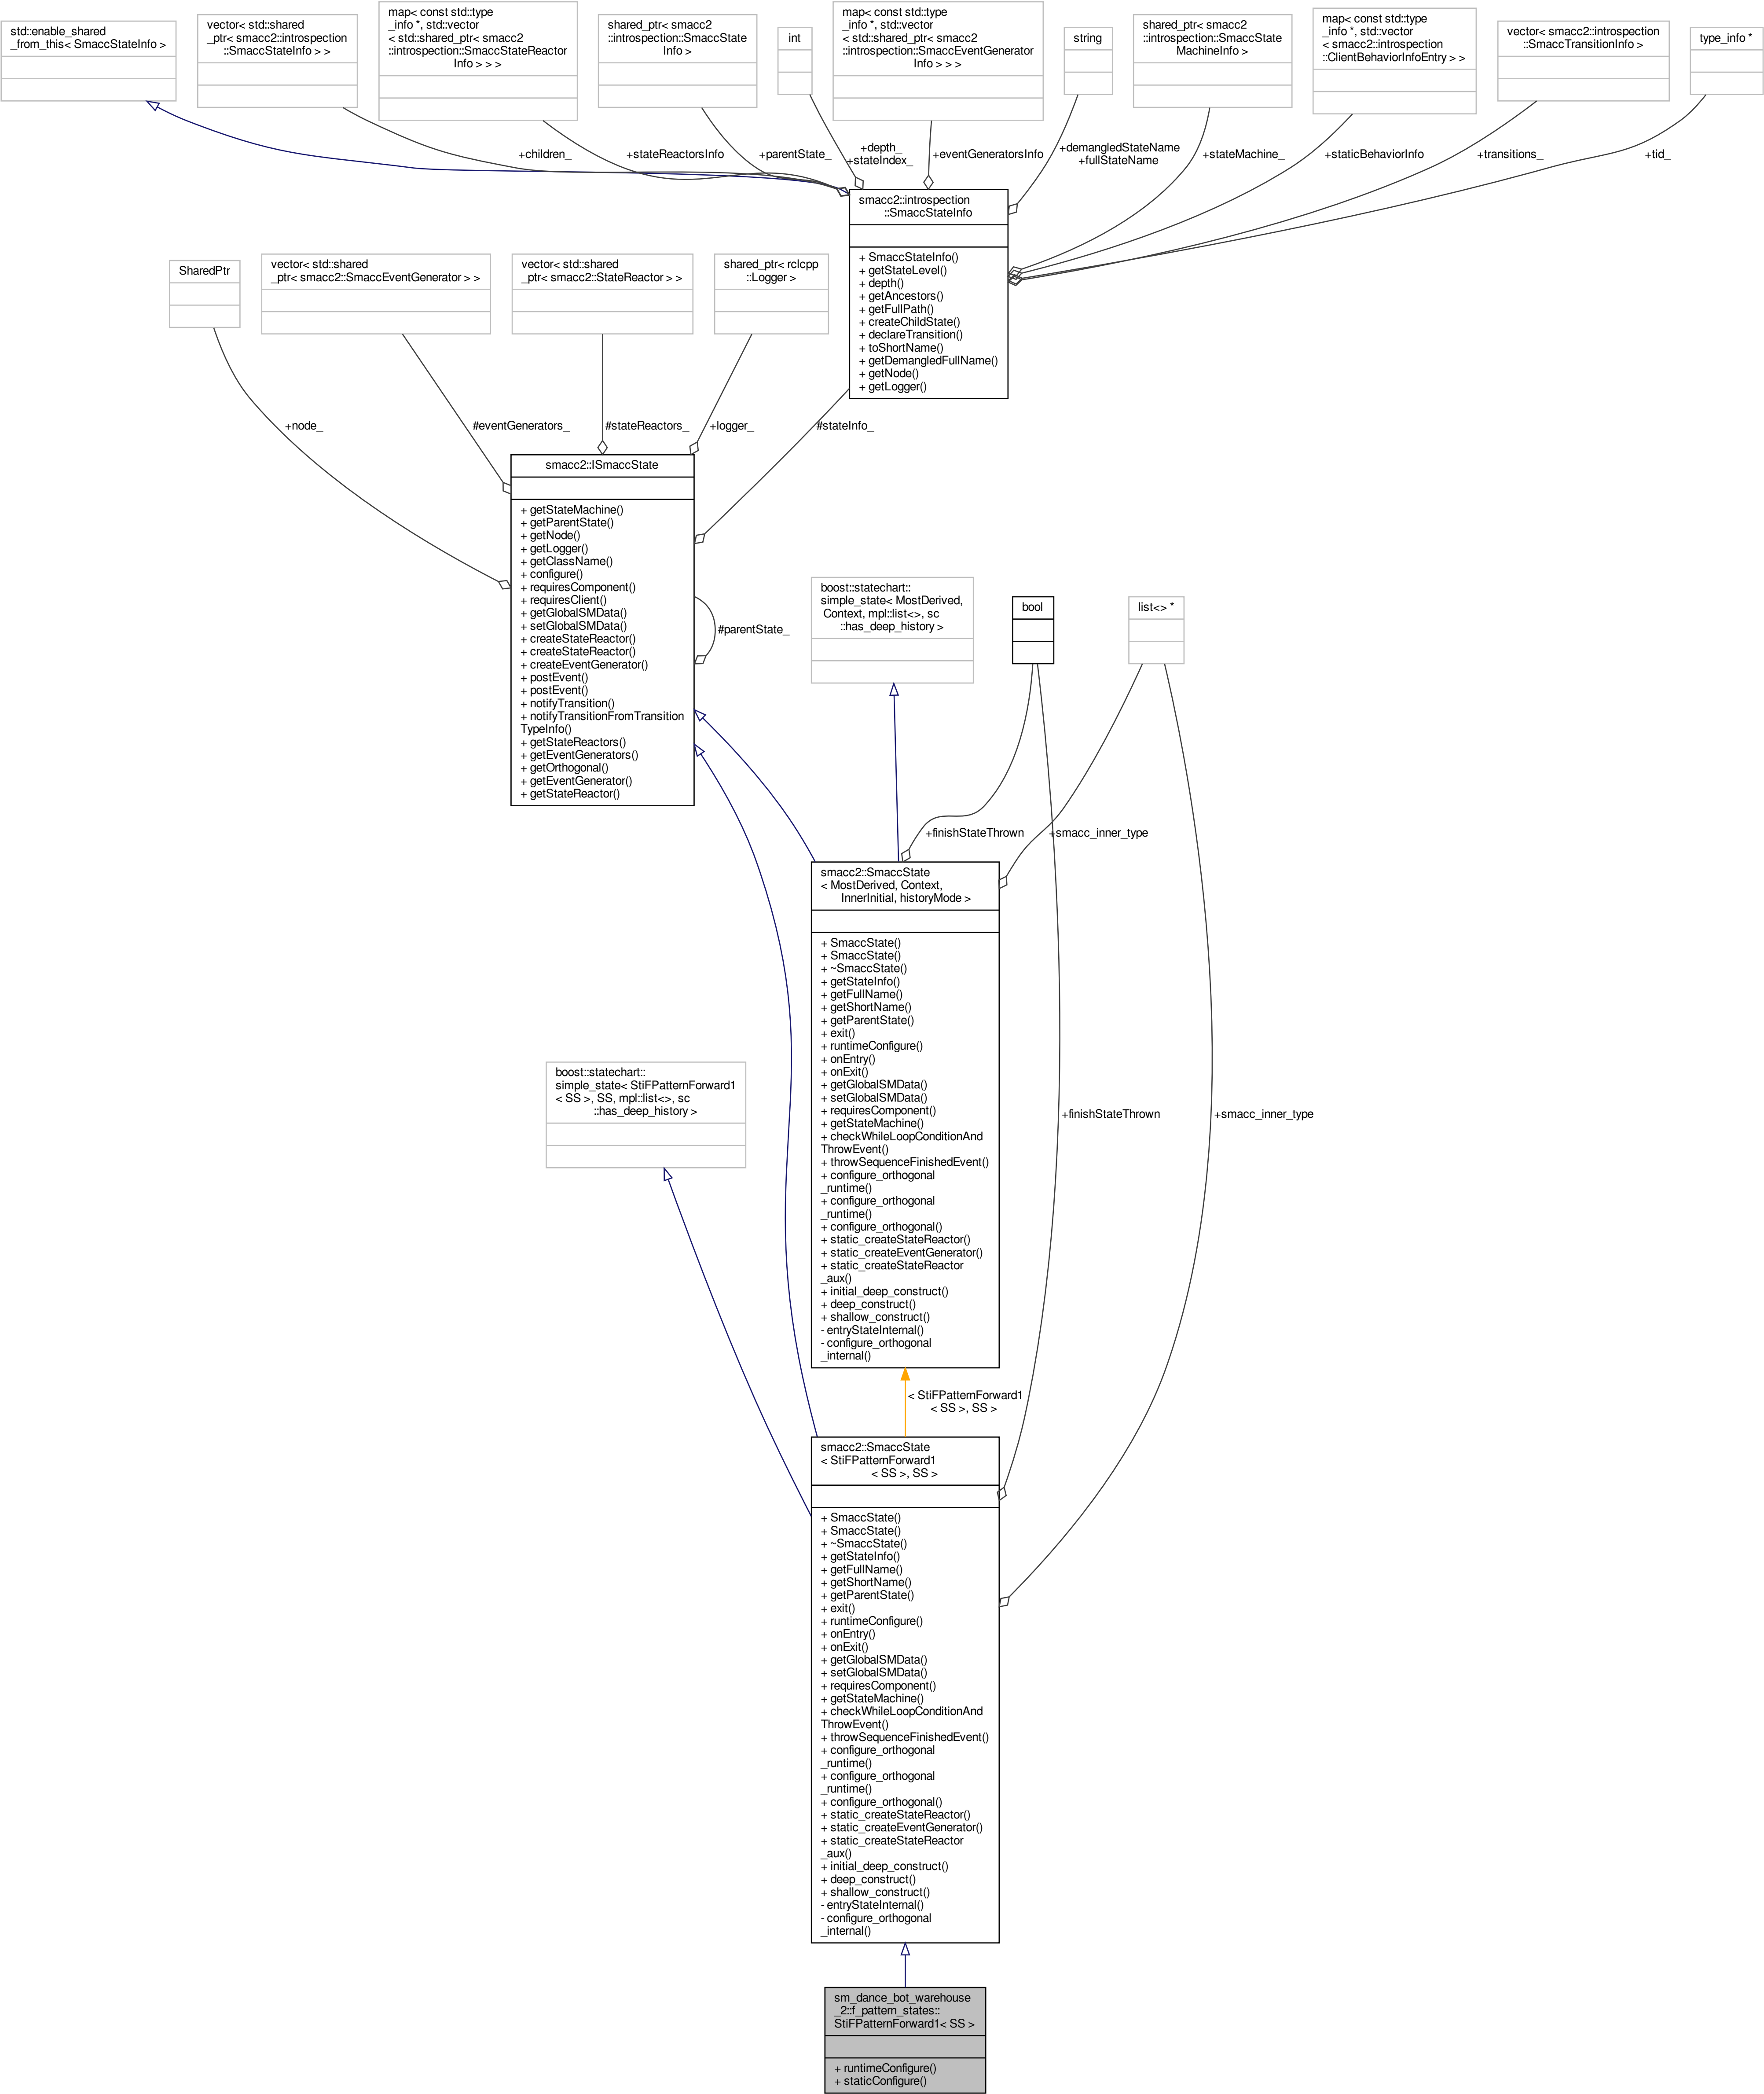 std::enable_shared
_from_this< SmaccStateInfo >
vector< std::shared
_ptr< smacc2::introspection
::SmaccStateInfo > >
map< const std::type
_info *, std::vector
< std::shared_ptr< smacc2
::introspection::SmaccStateReactor
Info > > >
shared_ptr< smacc2
::introspection::SmaccState
Info >
int
map< const std::type
_info *, std::vector
< std::shared_ptr< smacc2
::introspection::SmaccEventGenerator
Info > > >
string
shared_ptr< smacc2
::introspection::SmaccState
MachineInfo >
map< const std::type
_info *, std::vector
< smacc2::introspection
::ClientBehaviorInfoEntry > >
vector< smacc2::introspection
::SmaccTransitionInfo >
type_info *
+children_
+stateReactorsInfo
+parentState_
+depth_
+stateIndex_
+eventGeneratorsInfo
+demangledStateName
+fullStateName
+stateMachine_
+staticBehaviorInfo
+transitions_
+tid_
smacc2::introspection
::SmaccStateInfo
+ SmaccStateInfo()
+ getStateLevel()
+ depth()
+ getAncestors()
+ getFullPath()
+ createChildState()
+ declareTransition()
+ toShortName()
+ getDemangledFullName()
+ getNode()
+ getLogger()
SharedPtr
vector< std::shared
_ptr< smacc2::SmaccEventGenerator > >
vector< std::shared
_ptr< smacc2::StateReactor > >
shared_ptr< rclcpp
::Logger >
+node_
#eventGenerators_
#stateReactors_
+logger_
#stateInfo_
smacc2::ISmaccState
+ getStateMachine()
+ getParentState()
+ getNode()
+ getLogger()
+ getClassName()
+ configure()
+ requiresComponent()
+ requiresClient()
+ getGlobalSMData()
+ setGlobalSMData()
+ createStateReactor()
+ createStateReactor()
+ createEventGenerator()
+ postEvent()
+ postEvent()
+ notifyTransition()
+ notifyTransitionFromTransition
TypeInfo()
+ getStateReactors()
+ getEventGenerators()
+ getOrthogonal()
+ getEventGenerator()
+ getStateReactor()
#parentState_
boost::statechart::
simple_state< MostDerived,
Context, mpl::list<>, sc
::has_deep_history >
bool
list<> *
+finishStateThrown
+smacc_inner_type
smacc2::SmaccState
< MostDerived, Context,
InnerInitial, historyMode >
+ SmaccState()
+ SmaccState()
+ ~SmaccState()
+ getStateInfo()
+ getFullName()
+ getShortName()
+ getParentState()
+ exit()
+ runtimeConfigure()
+ onEntry()
+ onExit()
+ getGlobalSMData()
+ setGlobalSMData()
+ requiresComponent()
+ getStateMachine()
+ checkWhileLoopConditionAnd
ThrowEvent()
+ throwSequenceFinishedEvent()
+ configure_orthogonal
_runtime()
+ configure_orthogonal
_runtime()
+ configure_orthogonal()
+ static_createStateReactor()
+ static_createEventGenerator()
+ static_createStateReactor
_aux()
+ initial_deep_construct()
+ deep_construct()
+ shallow_construct()
- entryStateInternal()
- configure_orthogonal
_internal()
boost::statechart::
simple_state< StiFPatternForward1
< SS >, SS, mpl::list<>, sc
::has_deep_history >
+finishStateThrown
+smacc_inner_type
< StiFPatternForward1
< SS >, SS >
smacc2::SmaccState
< StiFPatternForward1
< SS >, SS >
+ SmaccState()
+ SmaccState()
+ ~SmaccState()
+ getStateInfo()
+ getFullName()
+ getShortName()
+ getParentState()
+ exit()
+ runtimeConfigure()
+ onEntry()
+ onExit()
+ getGlobalSMData()
+ setGlobalSMData()
+ requiresComponent()
+ getStateMachine()
+ checkWhileLoopConditionAnd
ThrowEvent()
+ throwSequenceFinishedEvent()
+ configure_orthogonal
_runtime()
+ configure_orthogonal
_runtime()
+ configure_orthogonal()
+ static_createStateReactor()
+ static_createEventGenerator()
+ static_createStateReactor
_aux()
+ initial_deep_construct()
+ deep_construct()
+ shallow_construct()
- entryStateInternal()
- configure_orthogonal
_internal()
sm_dance_bot_warehouse
_2::f_pattern_states::
StiFPatternForward1< SS >
+ runtimeConfigure()
+ staticConfigure()